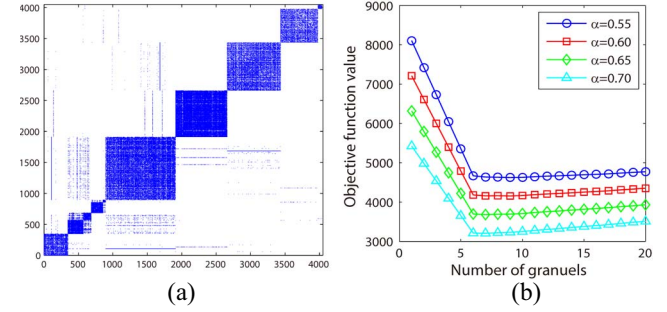 4000
3500
3000
2500
2000
1500
1000
500
0
0 500 1000 1500 2000 2500 3000 3500 4000
(a)
Objective function value
9000
8000
7000
6000
5000
4000
3000
α=0.55
α=0.60
α=0.65
α=0.70
0 5 10 15 20
Number of granuels
(b)